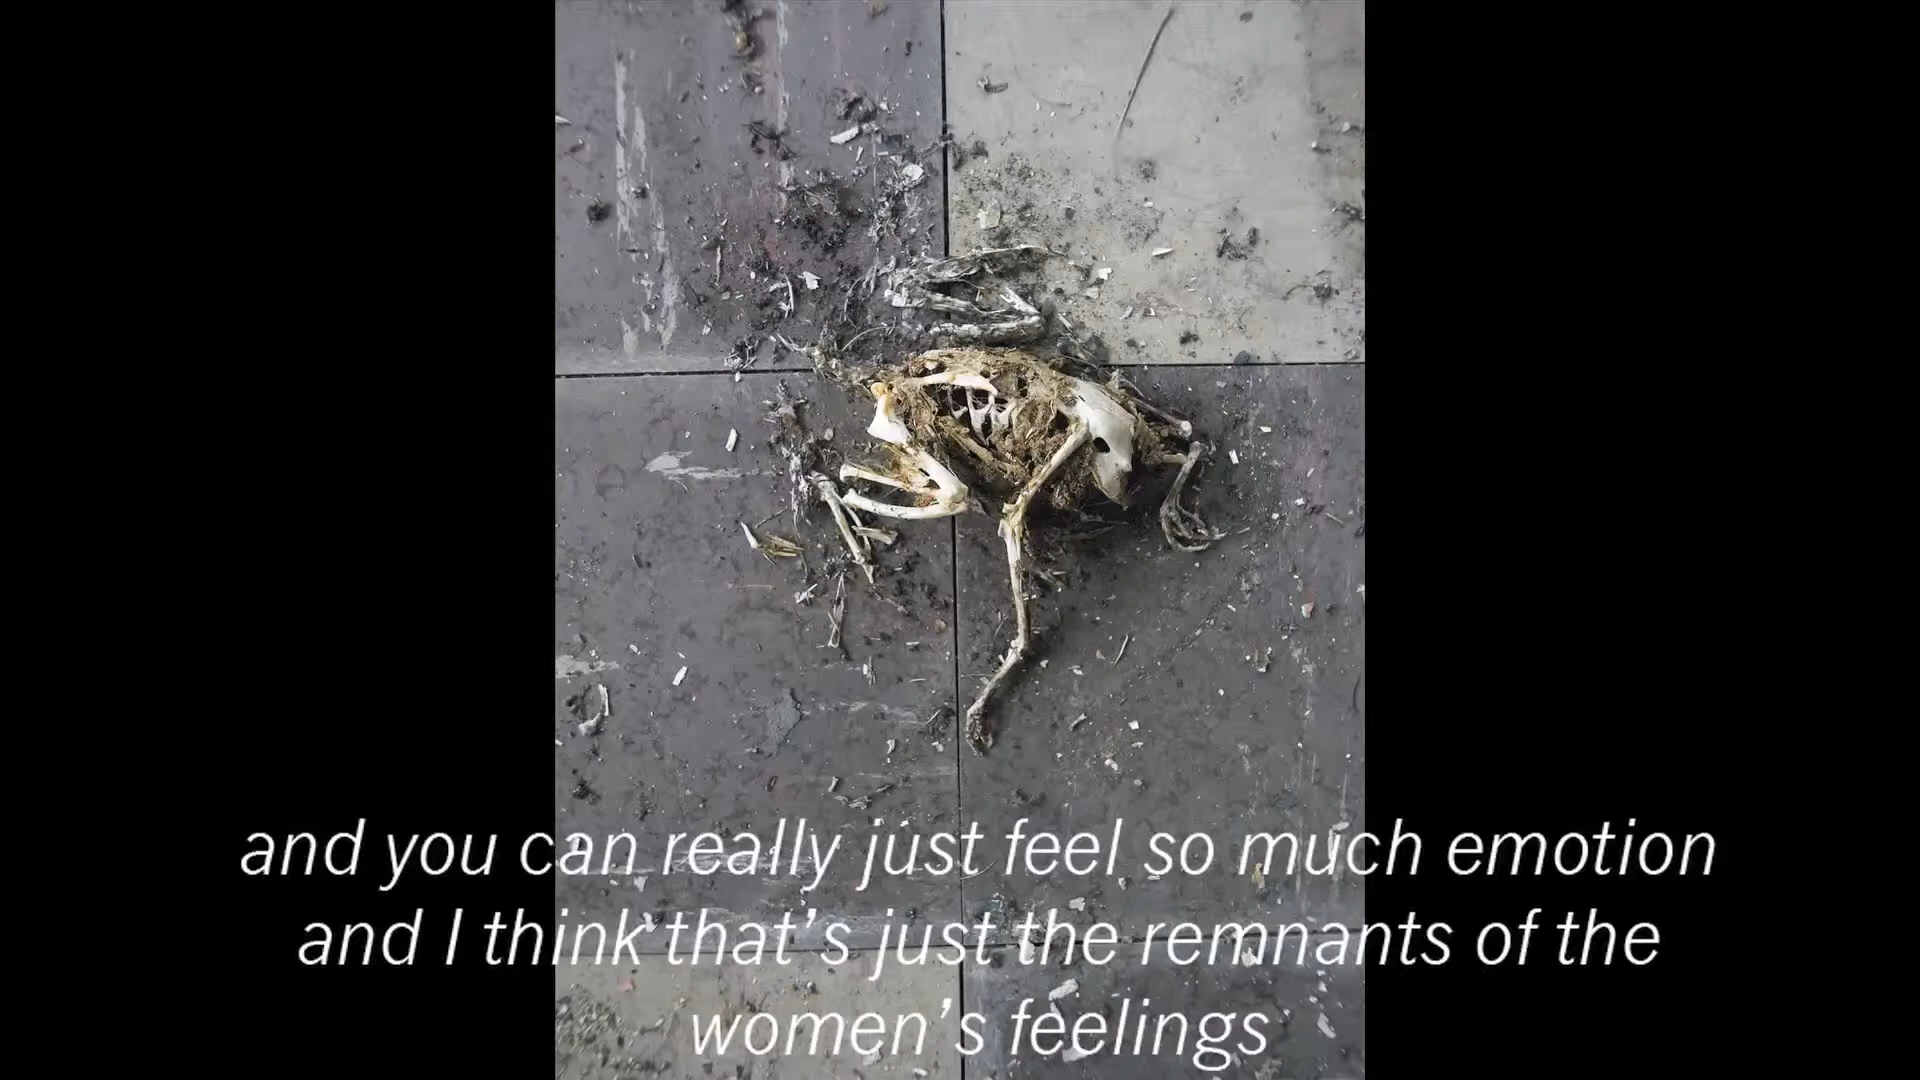 and you can really just feel so much emotion
and I think that's just the remnants of the
women's feelings